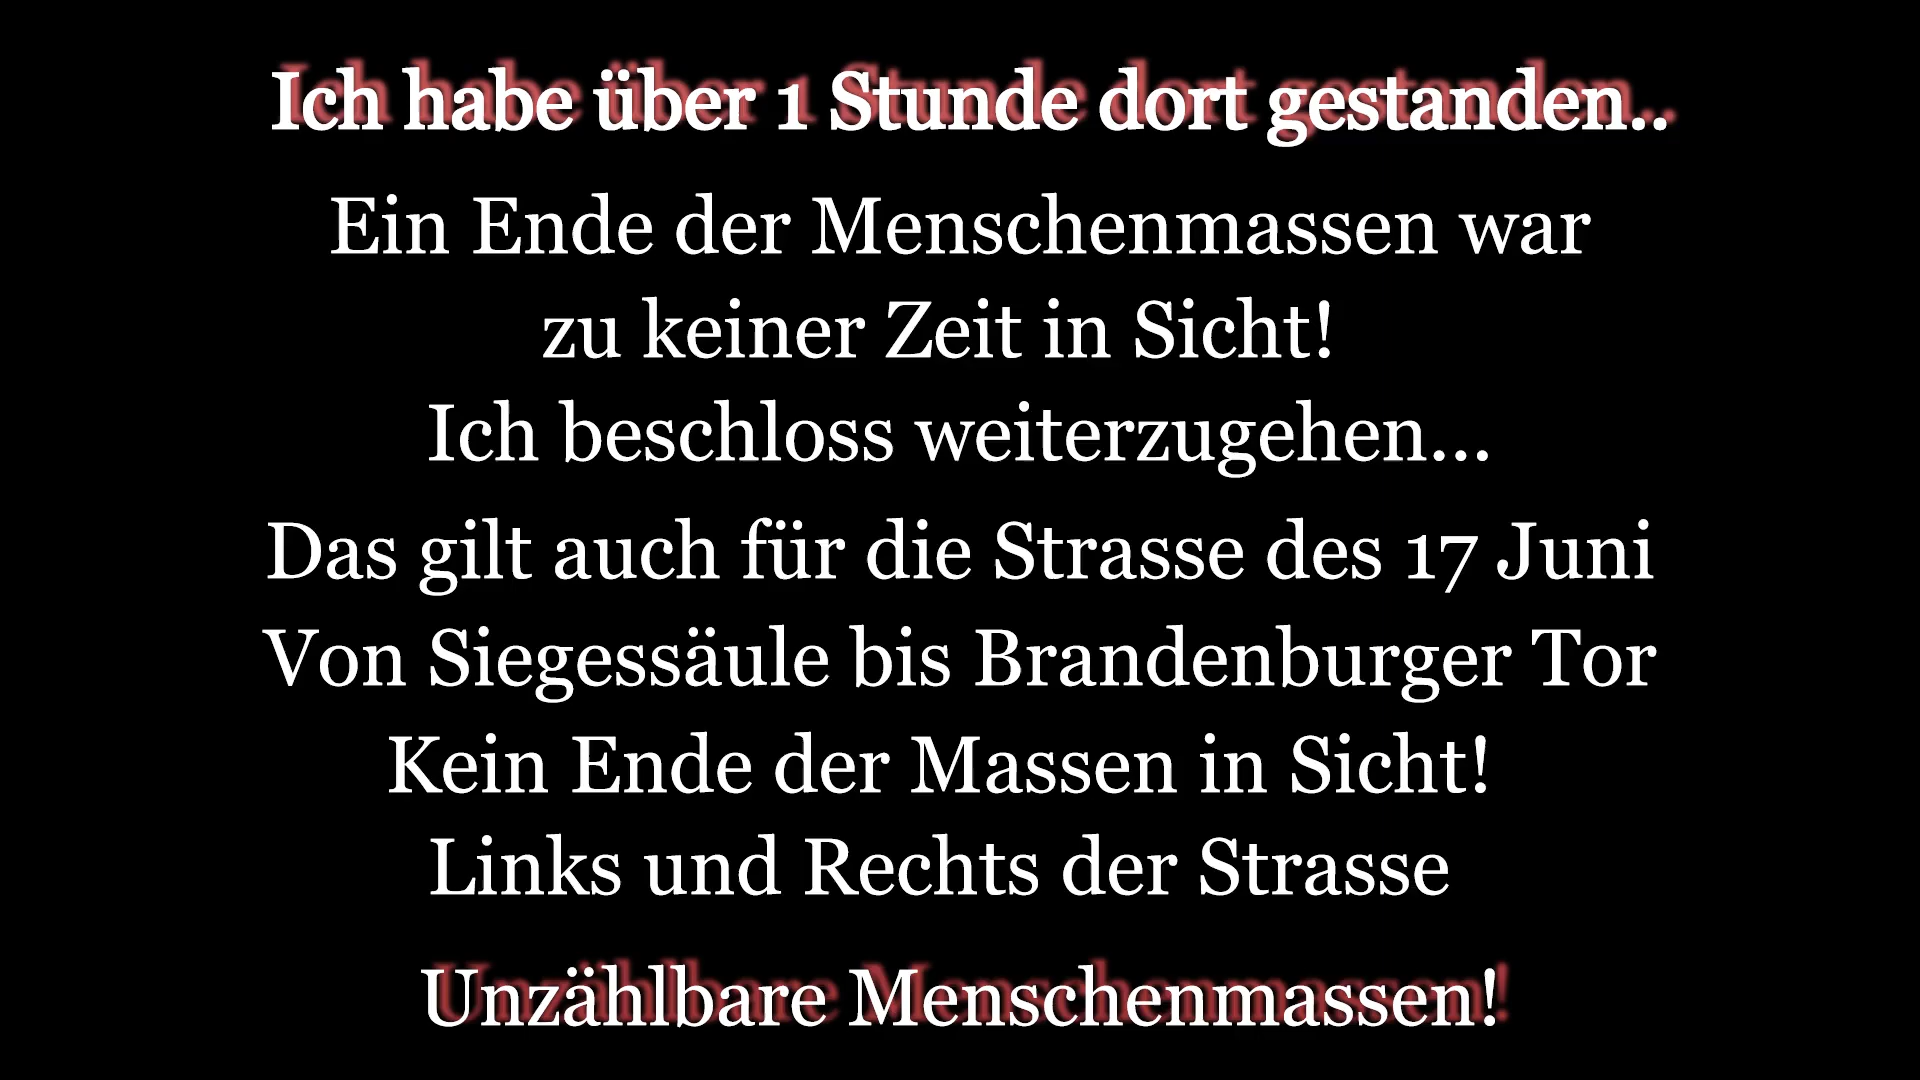 Ich habe über 1 Stunde dort gestanden..
Ein Ende der Menschenmassen war
zu keiner Zeit in Sicht!
Ich beschloss weiterzugehen...
Das gilt auch für die Strasse des 17 Juni
Von Siegessäule bis Brandenburger Tor
Kein Ende der Massen in Sicht!
Links und Rechts der Strasse
Unzählbare Menschenmassen!